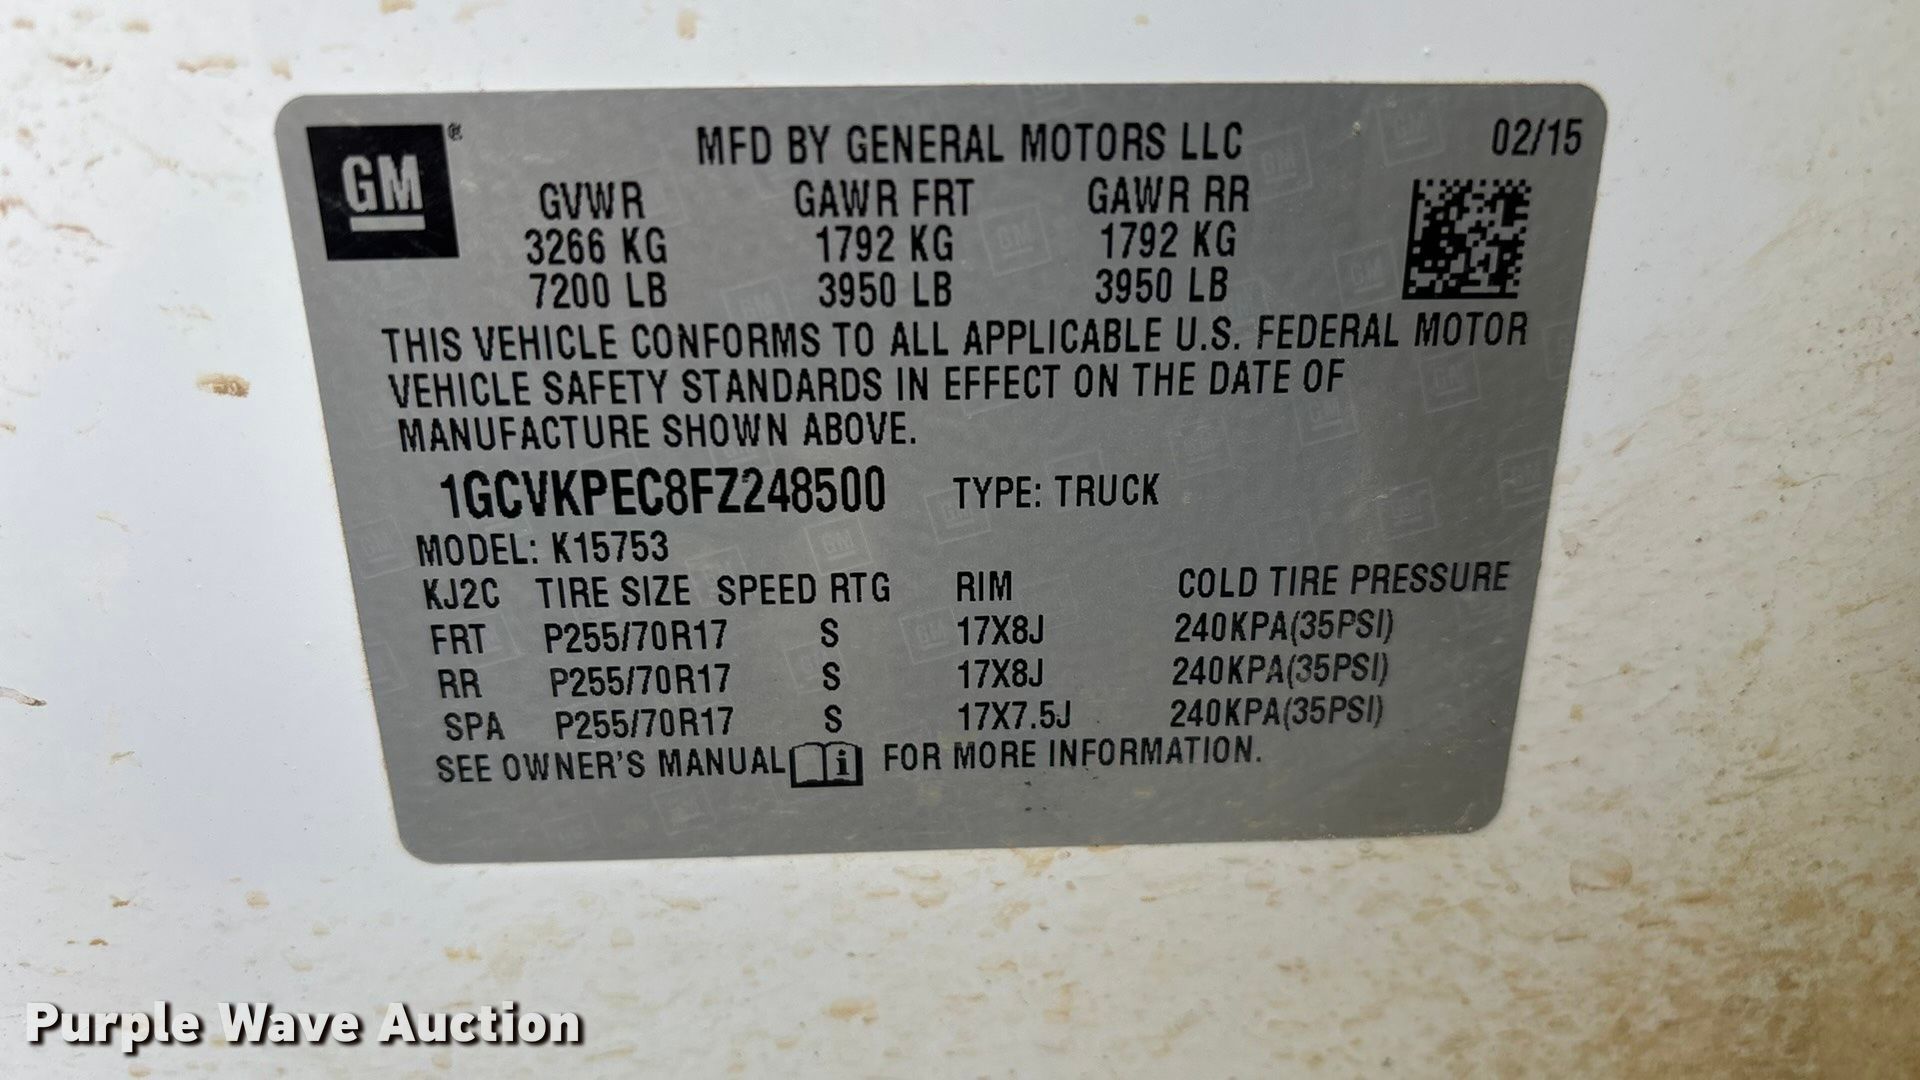 GM ®
MFD BY GENERAL MOTORS LLC 02/15
GVWR GAWR FRT GAWR RR
3266 KG 1792 KG 1792 KG
7200 LB 3950 LB 3950 LB
THIS VEHICLE CONFORMS TO ALL APPLICABLE U.S. FEDERAL MOTOR
VEHICLE SAFETY STANDARDS IN EFFECT ON THE DATE OF
MANUFACTURE SHOWN ABOVE.
1GCVKPEC8FZ248500 TYPE: TRUCK
MODEL: K15753
KJ2C TIRE SIZE SPEED RTG RIM COLD TIRE PRESSURE
FRT P255/70R17 S 17X8J 240KPA(35PSI)
RR P255/70R17 S 17X8J 240KPA(35PSI)
SPA P255/70R17 S 17X7.5J 240KPA(35PSI)
SEE OWNER'S MANUAL i FOR MORE INFORMATION.
Purple Wave Auction